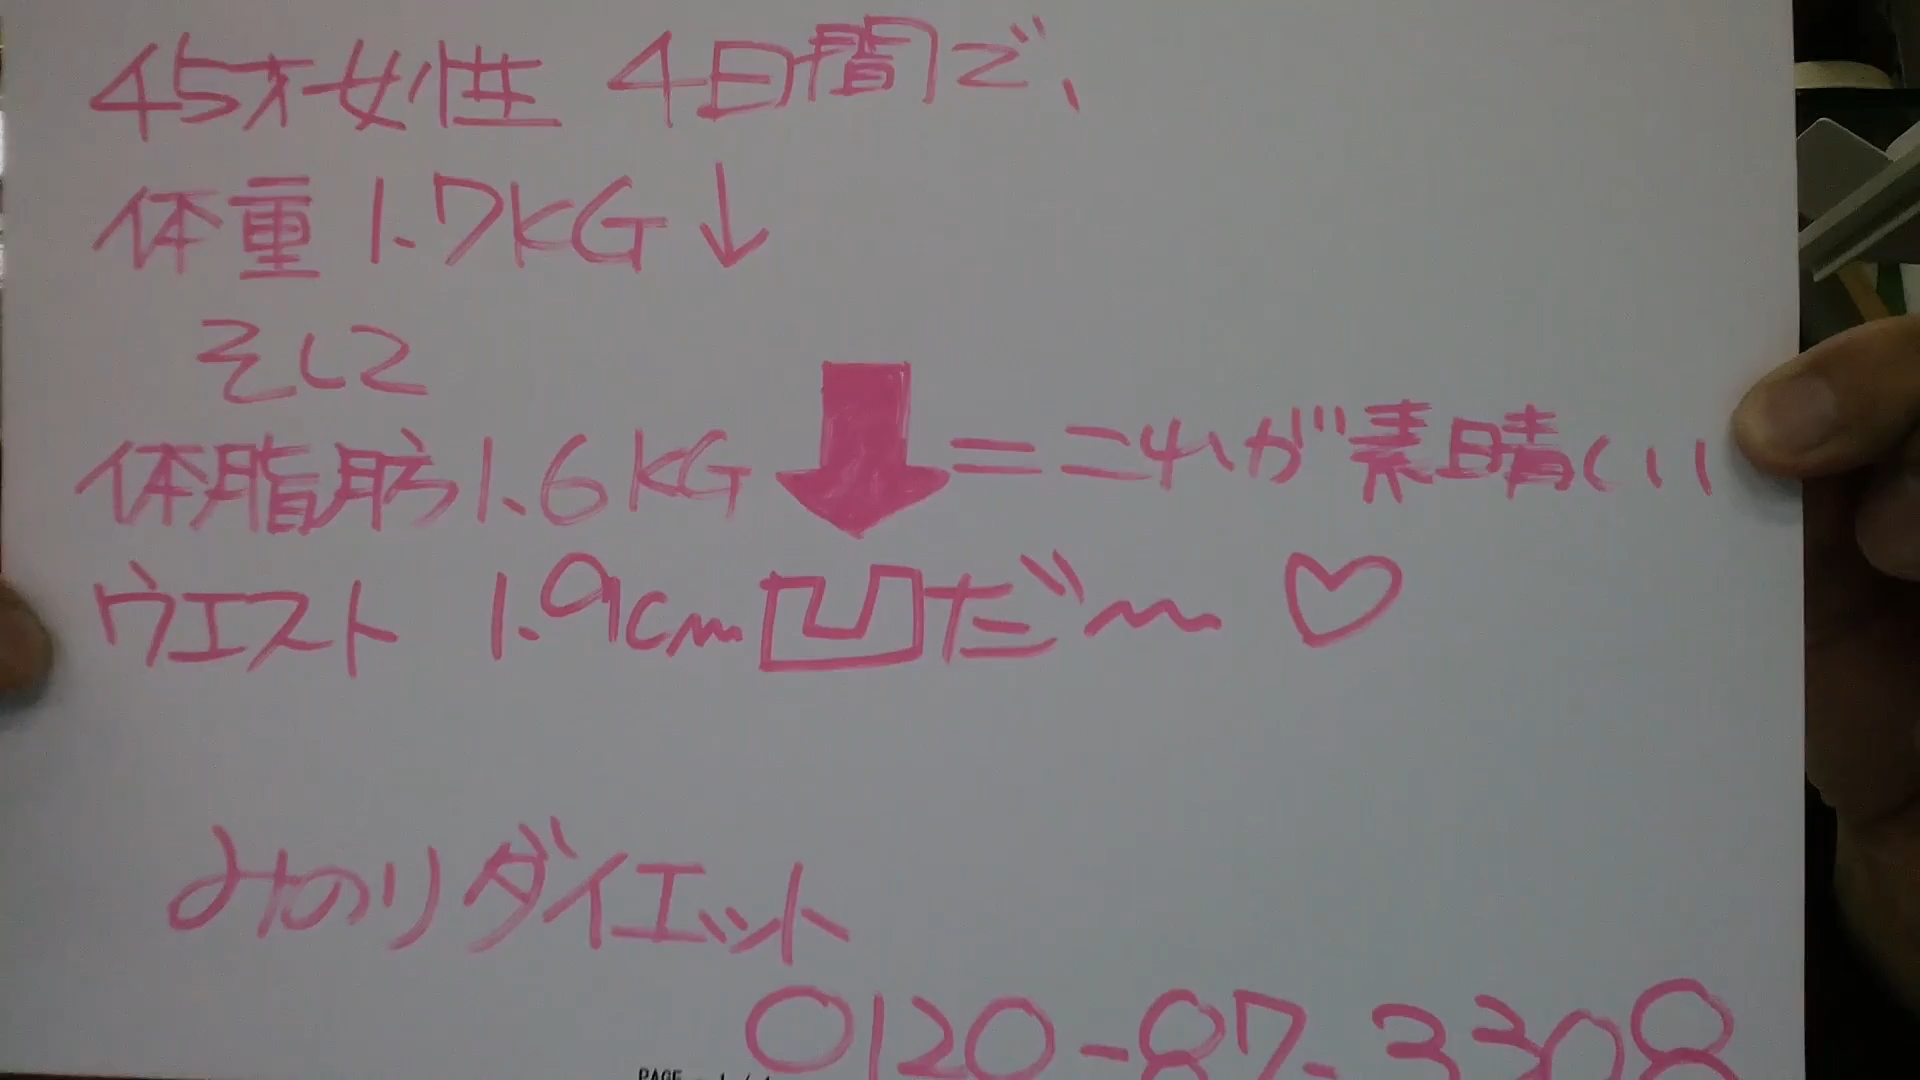 45才女性 4日間で、
体重 1.7KG↓
そして
体脂肪1.6KG ⬇ =これが素晴しい
ウエスト 1.9cm凹だ〜♡
みのりダイエット
0120-87-3308
PAGE